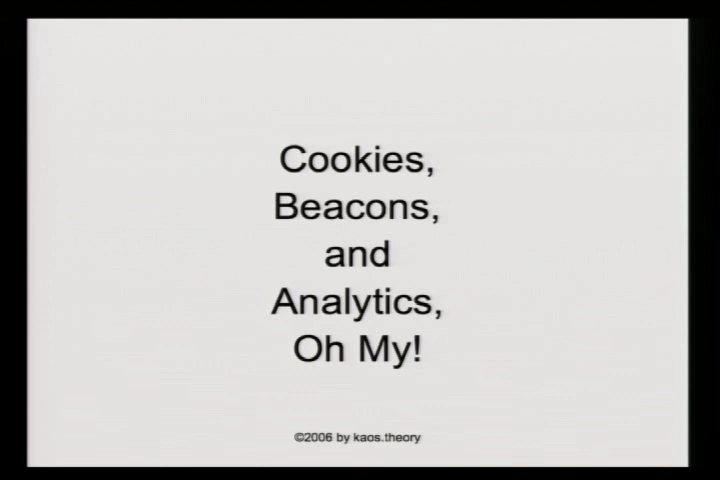 Cookies,
Beacons,
and
Analytics,
Oh My!
©2006 by kaos.theory